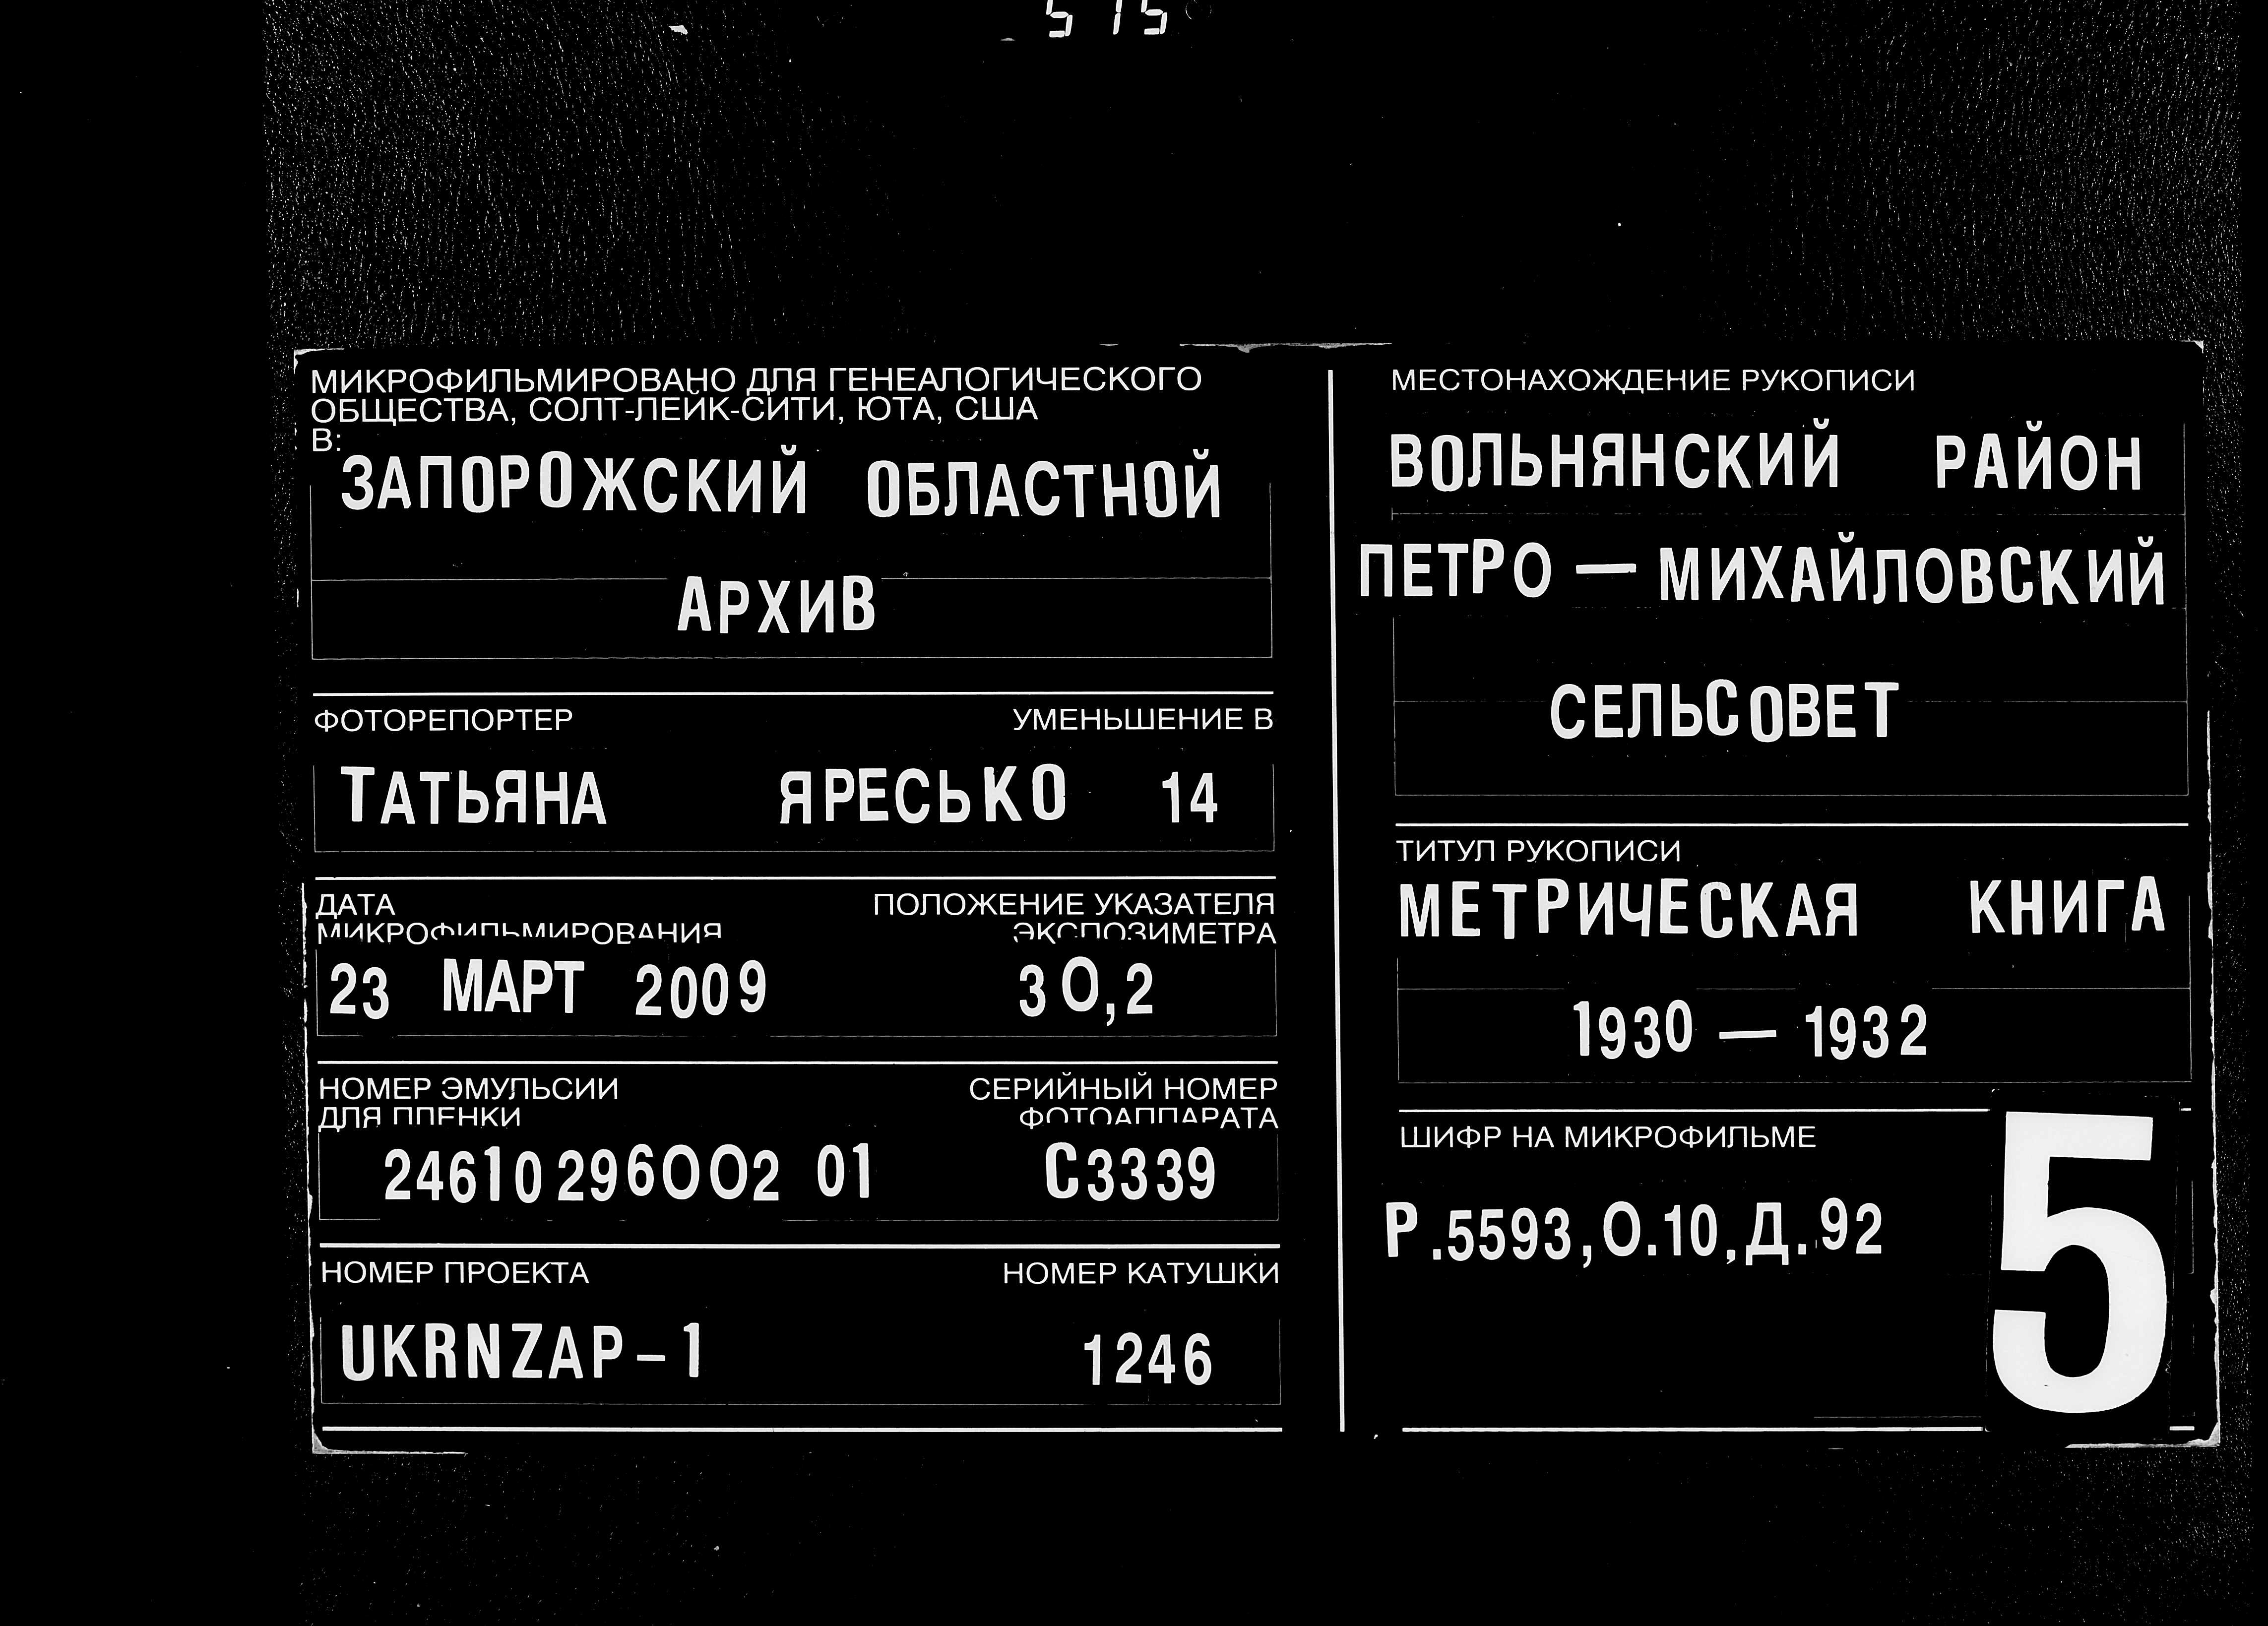 515
МИКРОФИЛЬМИРОВАНО ДЛЯ ГЕНЕАЛОГИЧЕСКОГО
ОБЩЕСТВА, СОЛТ-ЛЕЙК-СИТИ, ЮТА, США
В:
ЗАПОРОЖСКИЙ ОБЛАСТНОЙ
АРХИВ
ФОТОРЕПОРТЕР УМЕНЬШЕНИЕ В
ТАТЬЯНА ЯРЕСЬКО 14
ДАТА ПОЛОЖЕНИЕ УКАЗАТЕЛЯ
МИКРОФИЛЬМИРОВАНИЯ ЭКСПОЗИМЕТРА
23 МАРТ 2009 30,2
НОМЕР ЭМУЛЬСИИ СЕРИЙНЫЙ НОМЕР
ДЛЯ ПЛЕНКИ ФОТОАППАРАТА
24610296002 01 С3339
НОМЕР ПРОЕКТА НОМЕР КАТУШКИ
UKRNZAP-1 1246
МЕСТОНАХОЖДЕНИЕ РУКОПИСИ
ВОЛЬНЯНСКИЙ РАЙОН
ПЕТРО — МИХАЙЛОВСКИЙ
СЕЛЬСОВЕТ
ТИТУЛ РУКОПИСИ
МЕТРИЧЕСКАЯ КНИГА
1930 — 1932
ШИФР НА МИКРОФИЛЬМЕ
Р.5593,О.10,Д.92
5